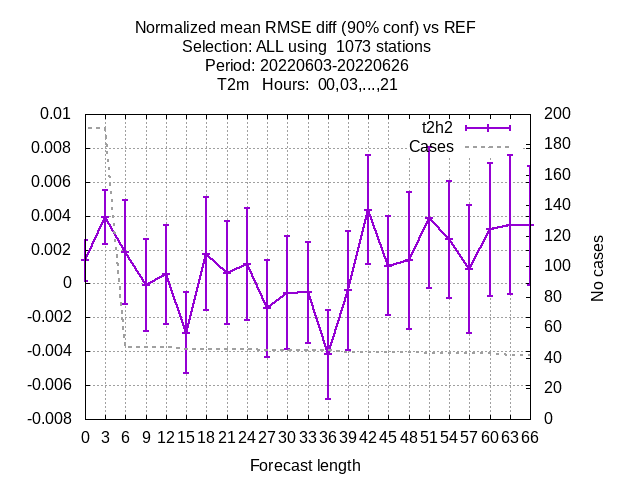 Normalized mean RMSE diff (90% conf) vs REF
Selection: ALL using  1073 stations
Period: 20220603-20220626
T2m   Hours:  00,03,...,21
0.01
0.008
0.006
0.004
0.002
0
-0.002
-0.004
-0.006
-0.008
200
180
160
140
120
100
80
60
40
20
0
t2h2
Cases
No cases
0 3 6 9 12 15 18 21 24 27 30 33 36 39 42 45 48 51 54 57 60 63 66
Forecast length